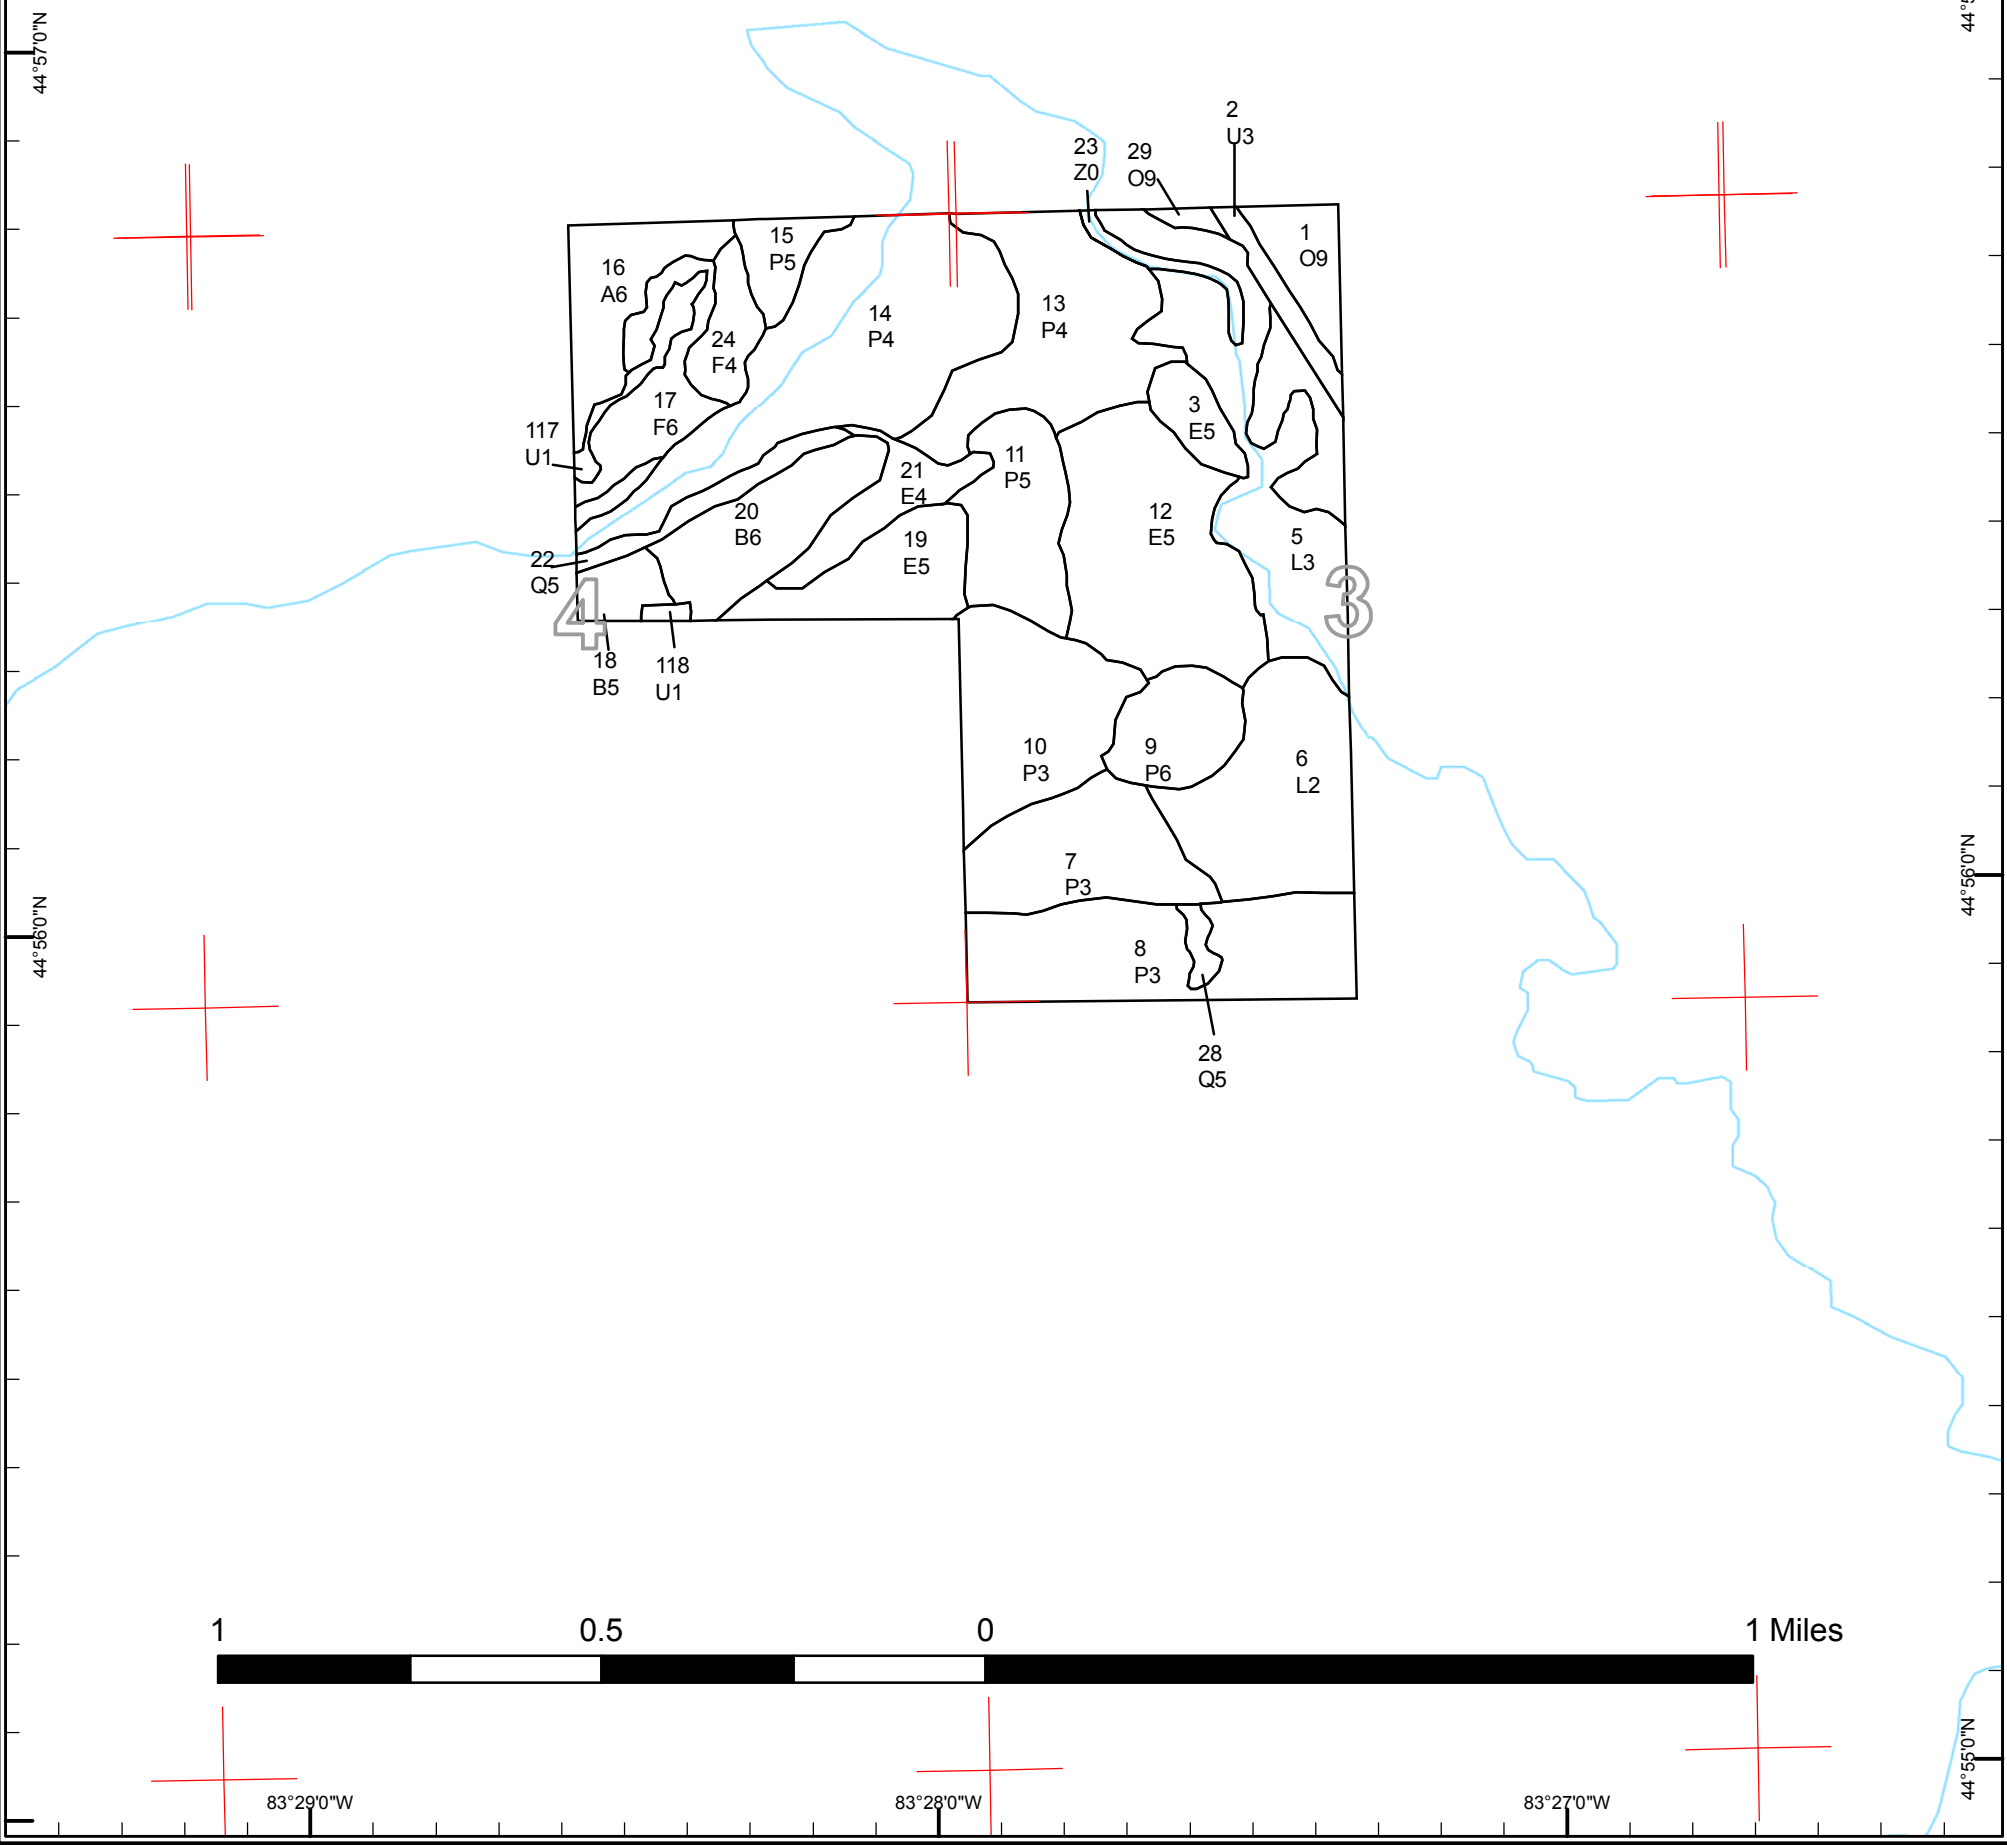 44°57'0"N
2
U3
23
Z0
29
O9
1
O9
15
P5
16
A6
14
P4
13
P4
24
F4
17
F6
3
E5
117
U1
11
P5
21
E4
20
B6
12
E5
19
E5
5
L3
22
Q5
4
3
18
B5
118
U1
10
P3
9
P6
6
L2
7
P3
44°56'0"N
44°56'0"N
8
P3
28
Q5
1
0.5
0
1 Miles
44°55'0"N
83°29'0"W
83°28'0"W
83°27'0"W